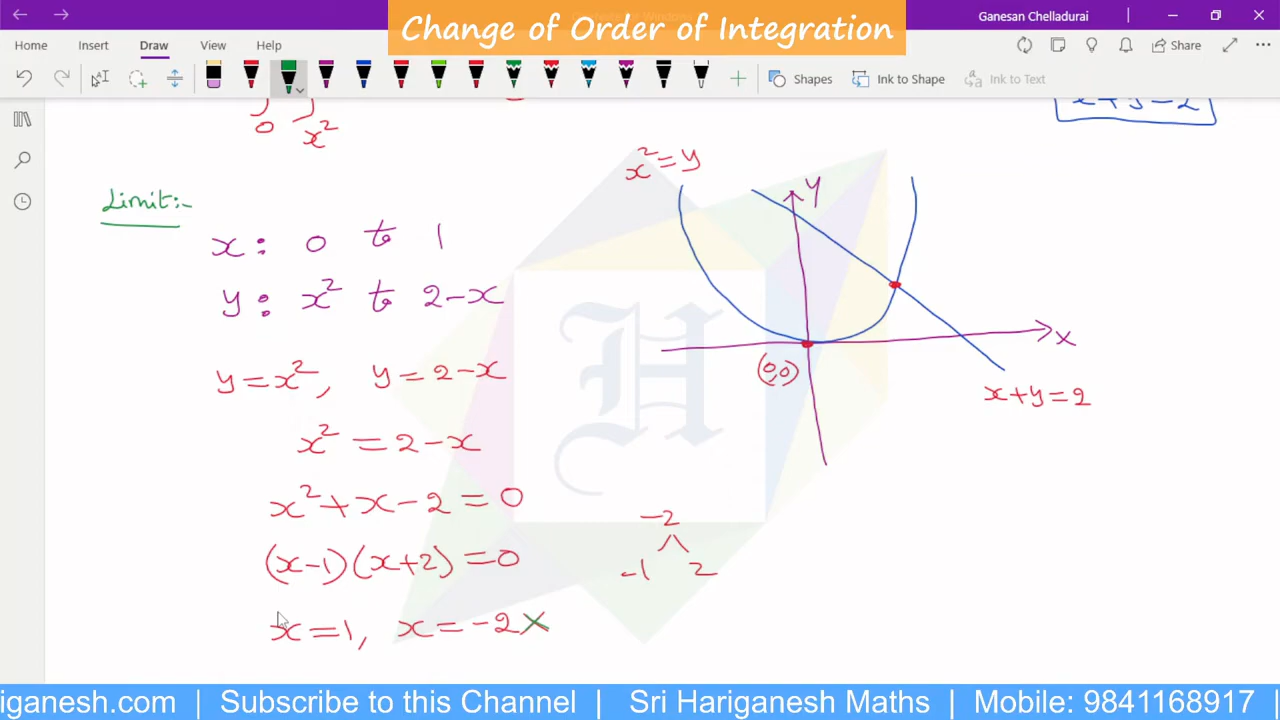 Change of Order of Integration
Ganesan Chelladurai
Home Insert Draw View Help
Share
Shapes Ink to Shape Ink to Text
0 x²
x+y=2
Limit:-
x : 0 to 1
y : x² to 2-x
y = x², y = 2-x
x² = 2-x
x² + x - 2 = 0
(x-1)(x+2) = 0
x = 1, x = -2 ×
-2
-1 2
x² = y
y
x
(0,0)
x+y=2
H
iganesh.com | Subscribe to this Channel | Sri Hariganesh Maths | Mobile: 9841168917 |